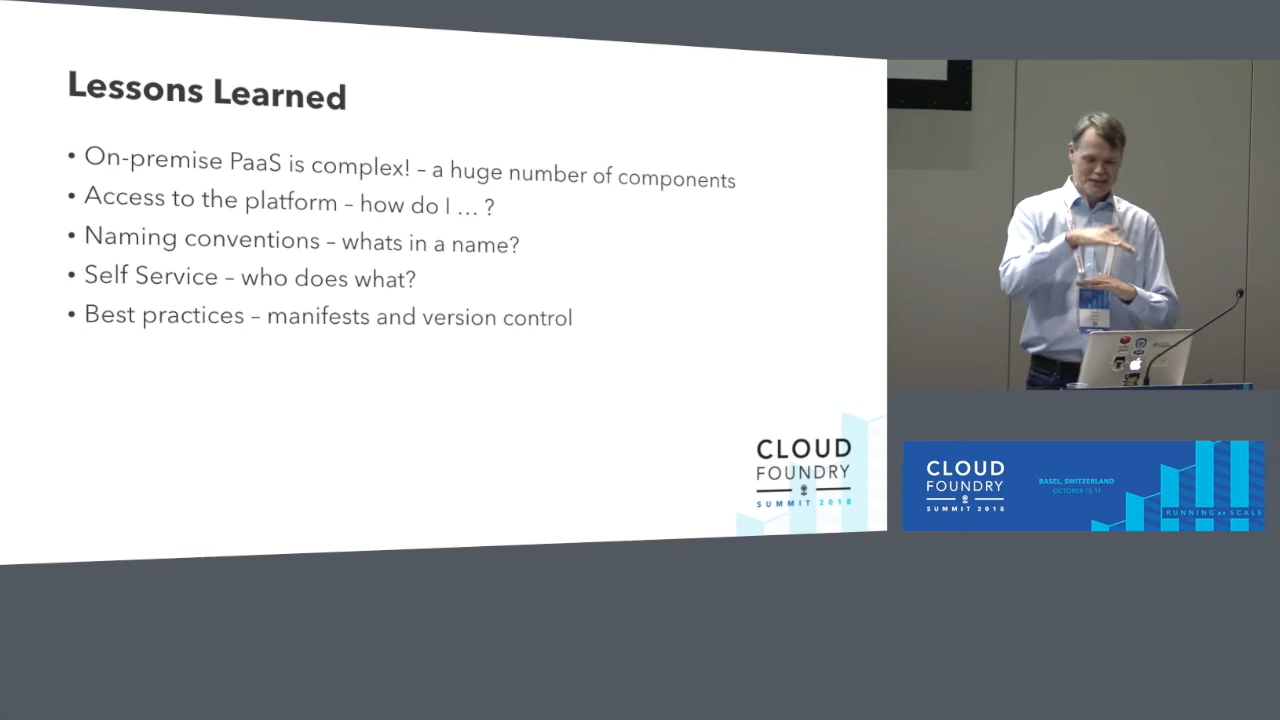 Lessons Learned
• On-premise PaaS is complex! – a huge number of components
• Access to the platform – how do I … ?
• Naming conventions – whats in a name?
• Self Service – who does what?
• Best practices – manifests and version control
CLOUD
FOUNDRY
SUMMIT 2018
CLOUD
FOUNDRY
SUMMIT 2018
BASEL, SWITZERLAND
OCTOBER 10-11
RUNNING AT SCALE